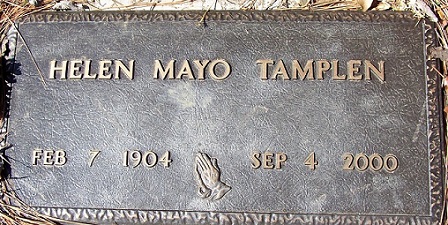 HELEN MAYO TAMPLEN
FEB 7 1904 SEP 4 2000